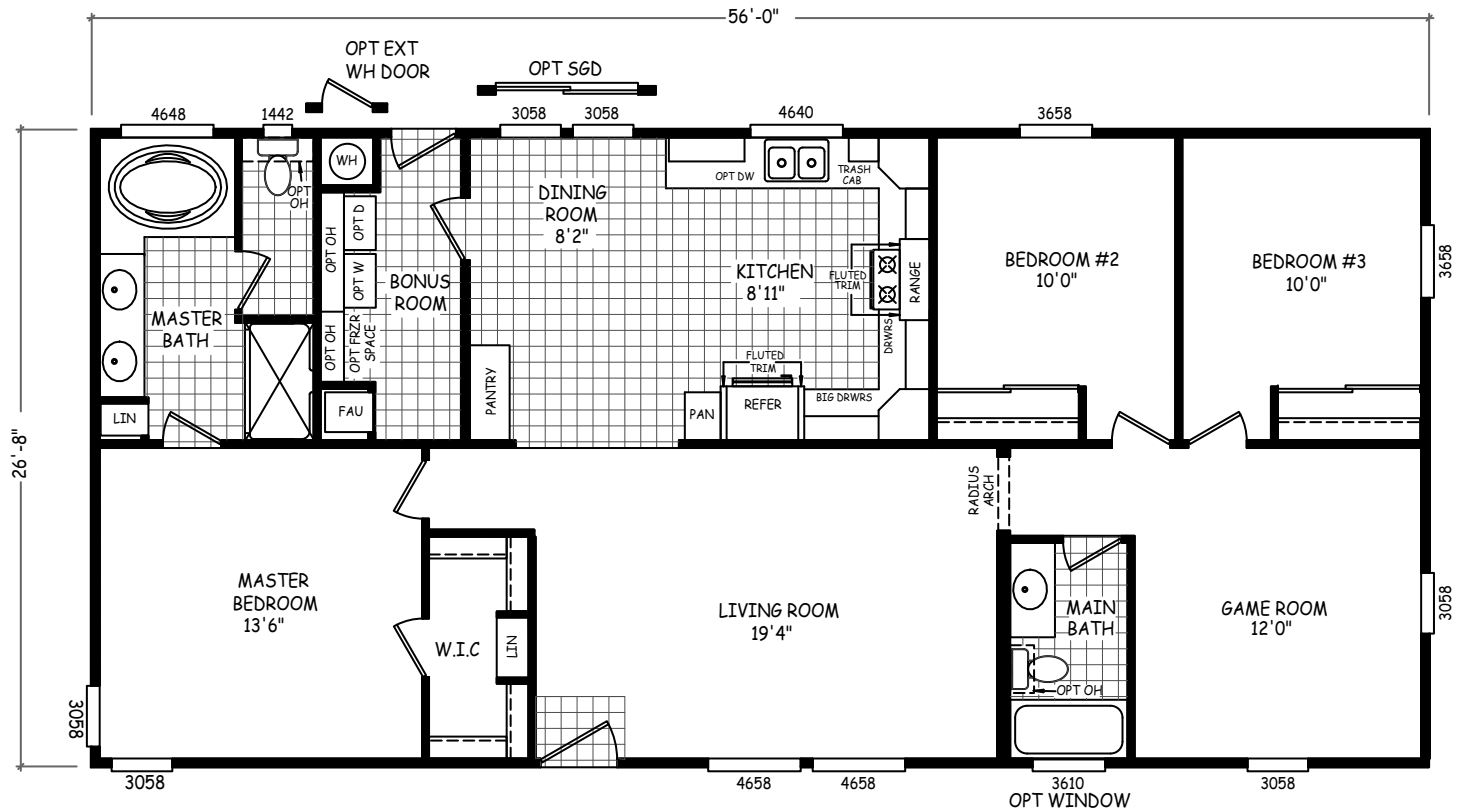 56'-0"
OPT EXT
WH DOOR
OPT SGD
4648
1442
3058
3058
4640
3658
WH
OPT
OH
OPT D
OPT OH
OPT W
OPT OH
OPT FRZR
SPACE
FAU
BONUS
ROOM
MASTER
BATH
LIN
DINING
ROOM
8'2"
OPT DW
TRASH
CAB
KITCHEN
8'11"
FLUTED
TRIM
RANGE
DRWRS
FLUTED
TRIM
PANTRY
PAN
REFER
BIG DRWRS
BEDROOM #2
10'0"
BEDROOM #3
10'0"
3658
26'-8"
MASTER
BEDROOM
13'6"
W.I.C
LIN
LIVING ROOM
19'4"
RADIUS
ARCH
MAIN
BATH
OPT OH
GAME ROOM
12'0"
3058
3058
3058
4658
4658
3610
OPT WINDOW
3058